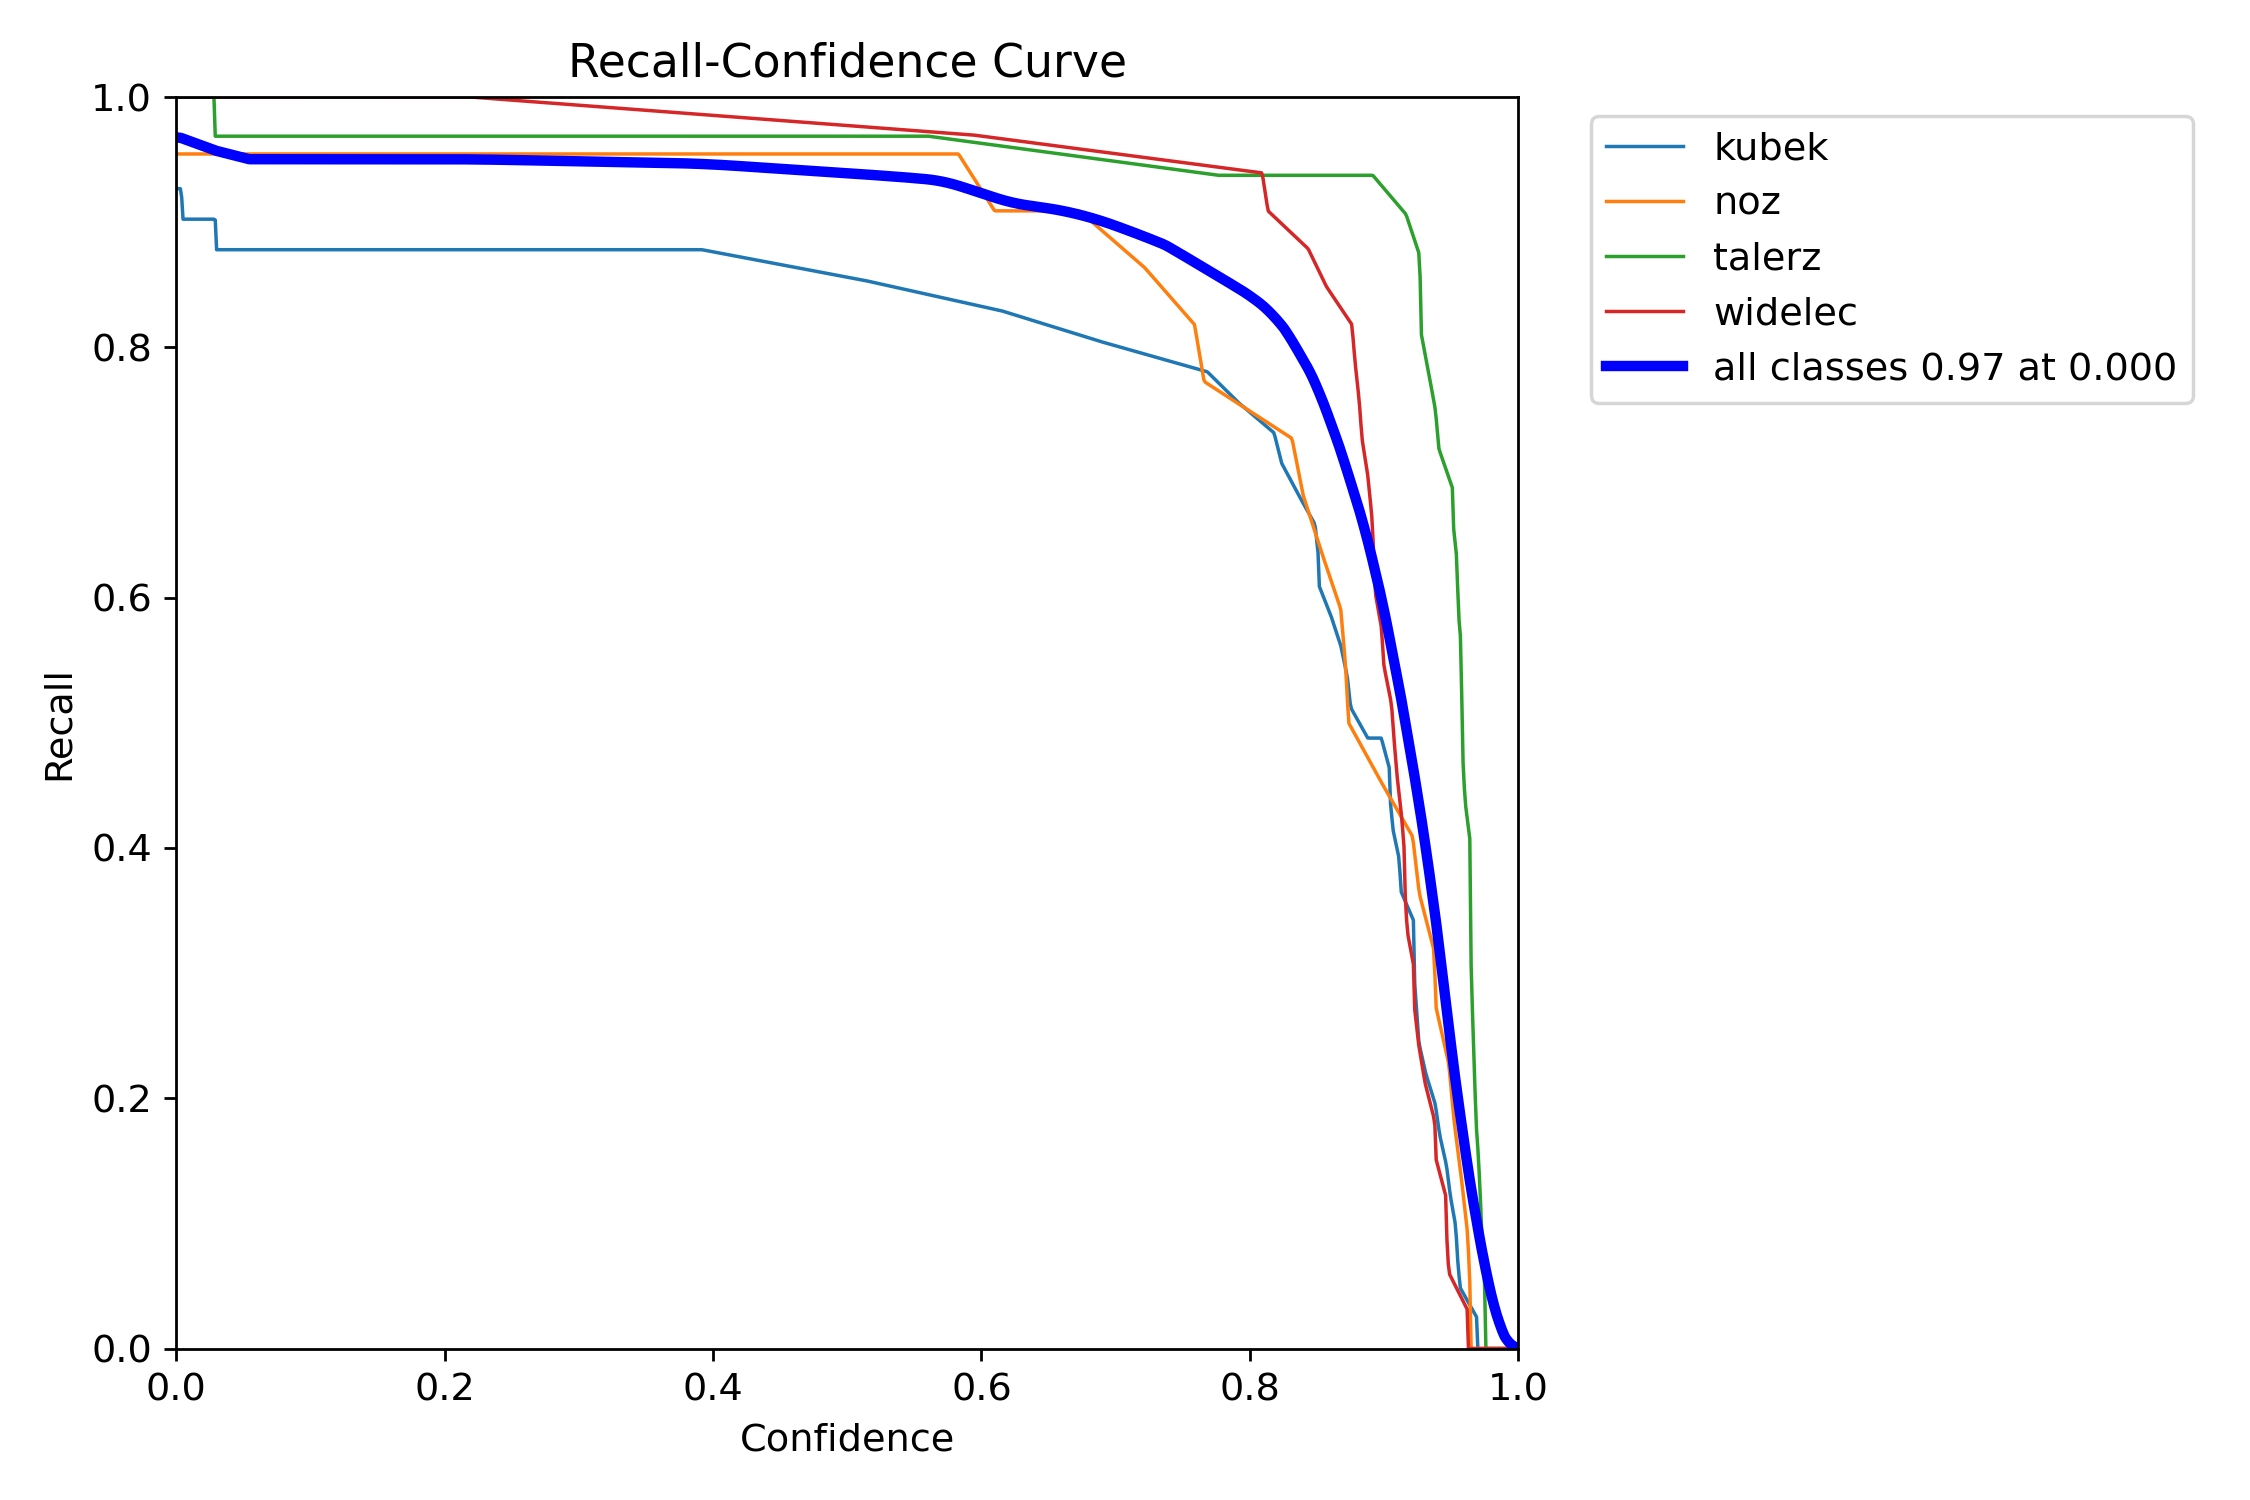 Recall-Confidence Curve
1.0
0.8
0.6
0.4
0.2
0.0
Recall
0.0 0.2 0.4 0.6 0.8 1.0
Confidence
kubek
noz
talerz
widelec
all classes 0.97 at 0.000